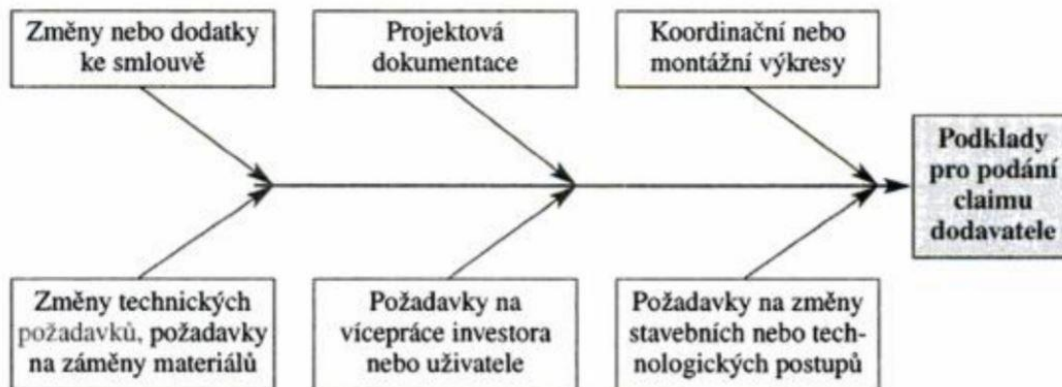 Změny nebo dodatky
ke smlouvě
Projektová
dokumentace
Koordinační nebo
montážní výkresy
Podklady
pro podání
claimu
dodavatele
Změny technických
požadavků, požadavky
na záměny materiálů
Požadavky na
vícepráce investora
nebo uživatele
Požadavky na změny
stavebních nebo tech-
nologických postupů